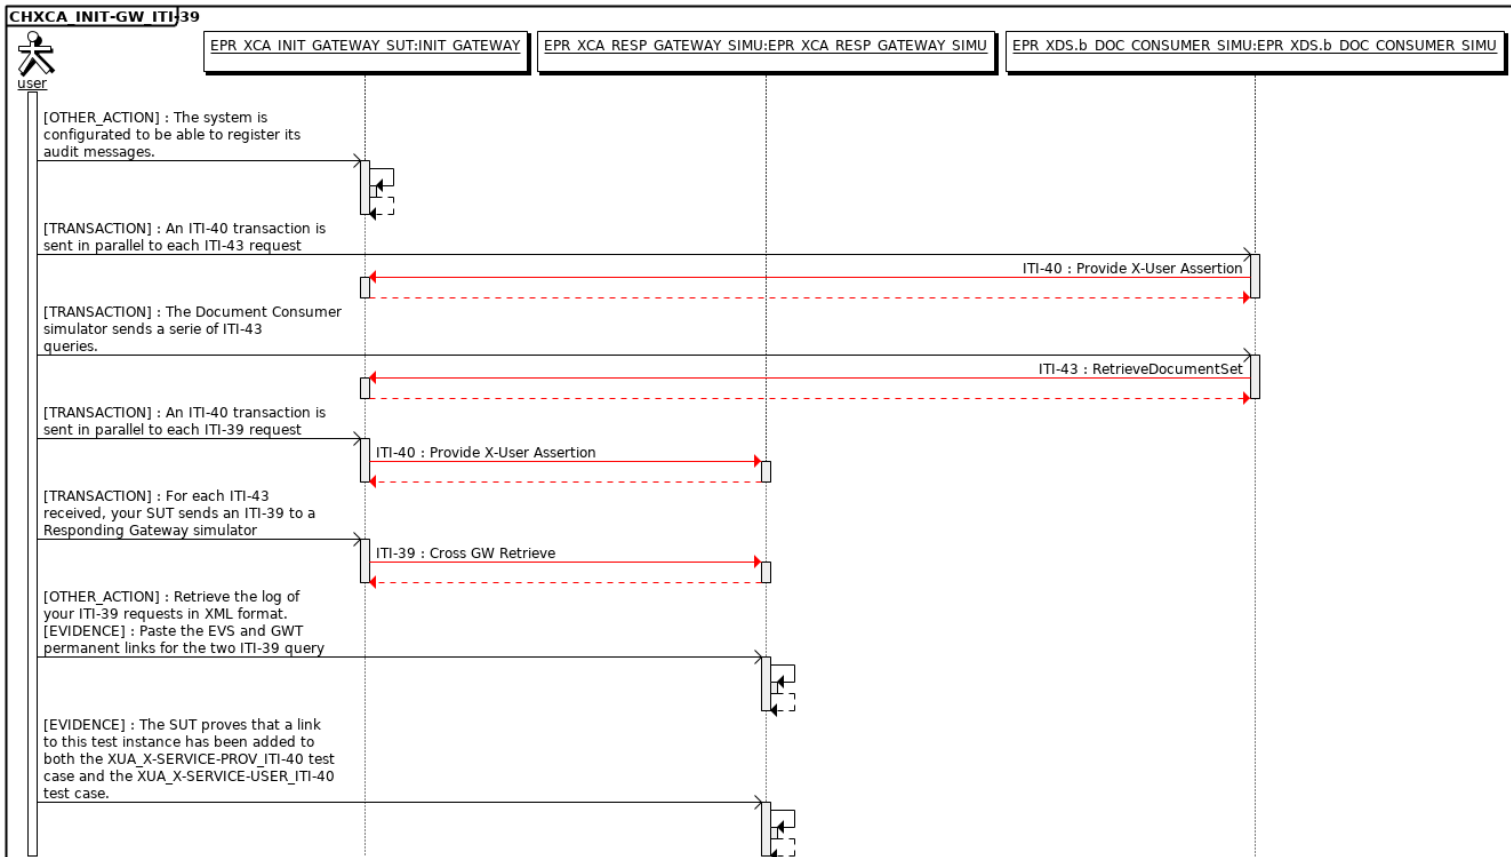 CHXCA_INIT-GW_ITI-39
user
EPR_XCA_INIT_GATEWAY_SUT:INIT_GATEWAY
EPR_XCA_RESP_GATEWAY_SIMU:EPR_XCA_RESP_GATEWAY_SIMU
EPR_XDS.b_DOC_CONSUMER_SIMU:EPR_XDS.b_DOC_CONSUMER_SIMU
[OTHER_ACTION] : The system is
configurated to be able to register its
audit messages.
[TRANSACTION] : An ITI-40 transaction is
sent in parallel to each ITI-43 request
ITI-40 : Provide X-User Assertion
[TRANSACTION] : The Document Consumer
simulator sends a serie of ITI-43
queries.
ITI-43 : RetrieveDocumentSet
[TRANSACTION] : An ITI-40 transaction is
sent in parallel to each ITI-39 request
ITI-40 : Provide X-User Assertion
[TRANSACTION] : For each ITI-43
received, your SUT sends an ITI-39 to a
Responding Gateway simulator
ITI-39 : Cross GW Retrieve
[OTHER_ACTION] : Retrieve the log of
your ITI-39 requests in XML format.
[EVIDENCE] : Paste the EVS and GWT
permanent links for the two ITI-39 query
[EVIDENCE] : The SUT proves that a link
to this test instance has been added to
both the XUA_X-SERVICE-PROV_ITI-40 test
case and the XUA_X-SERVICE-USER_ITI-40
test case.